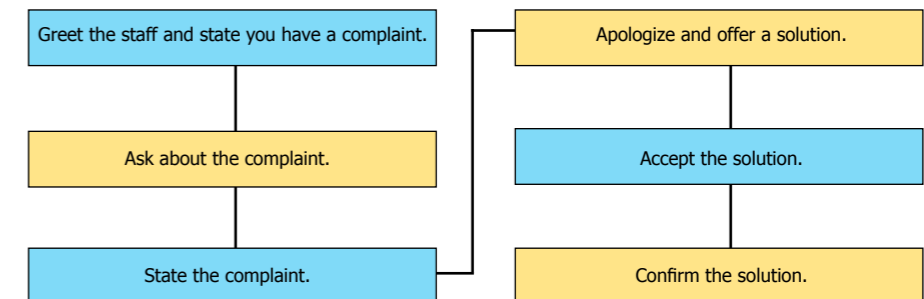 Greet the staff and state you have a complaint.
Ask about the complaint.
State the complaint.
Apologize and offer a solution.
Accept the solution.
Confirm the solution.